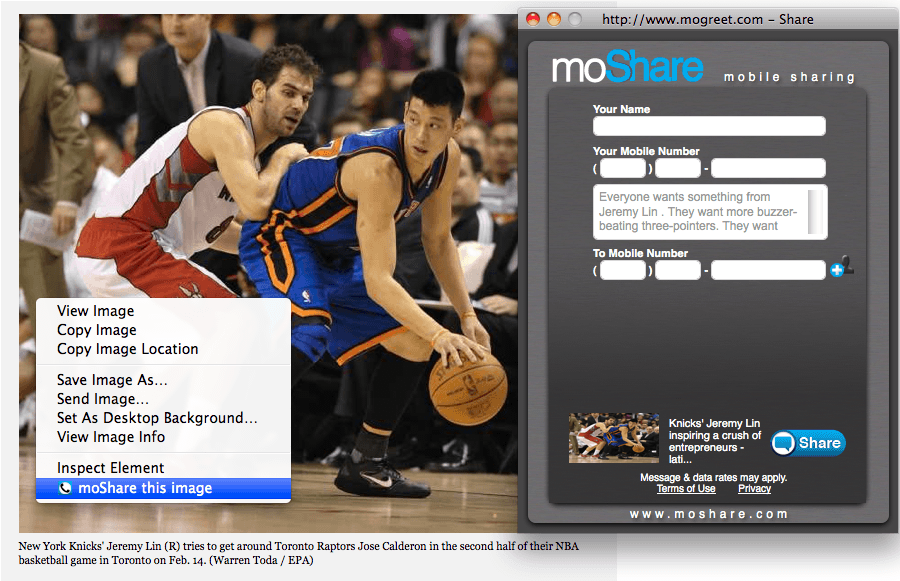 http://www.mogreet.com – Share
moShare mobile sharing
Your Name
Your Mobile Number
( ) -
Everyone wants something from
Jeremy Lin . They want more buzzer-
beating three-pointers. They want
To Mobile Number
( ) -
Knicks' Jeremy Lin
inspiring a crush of
entrepreneurs -
lati...
Share
Message & data rates may apply.
Terms of Use Privacy
www.moshare.com
View Image
Copy Image
Copy Image Location
Save Image As...
Send Image...
Set As Desktop Background...
View Image Info
Inspect Element
moShare this image
New York Knicks' Jeremy Lin (R) tries to get around Toronto Raptors Jose Calderon in the second half of their NBA
basketball game in Toronto on Feb. 14. (Warren Toda / EPA)